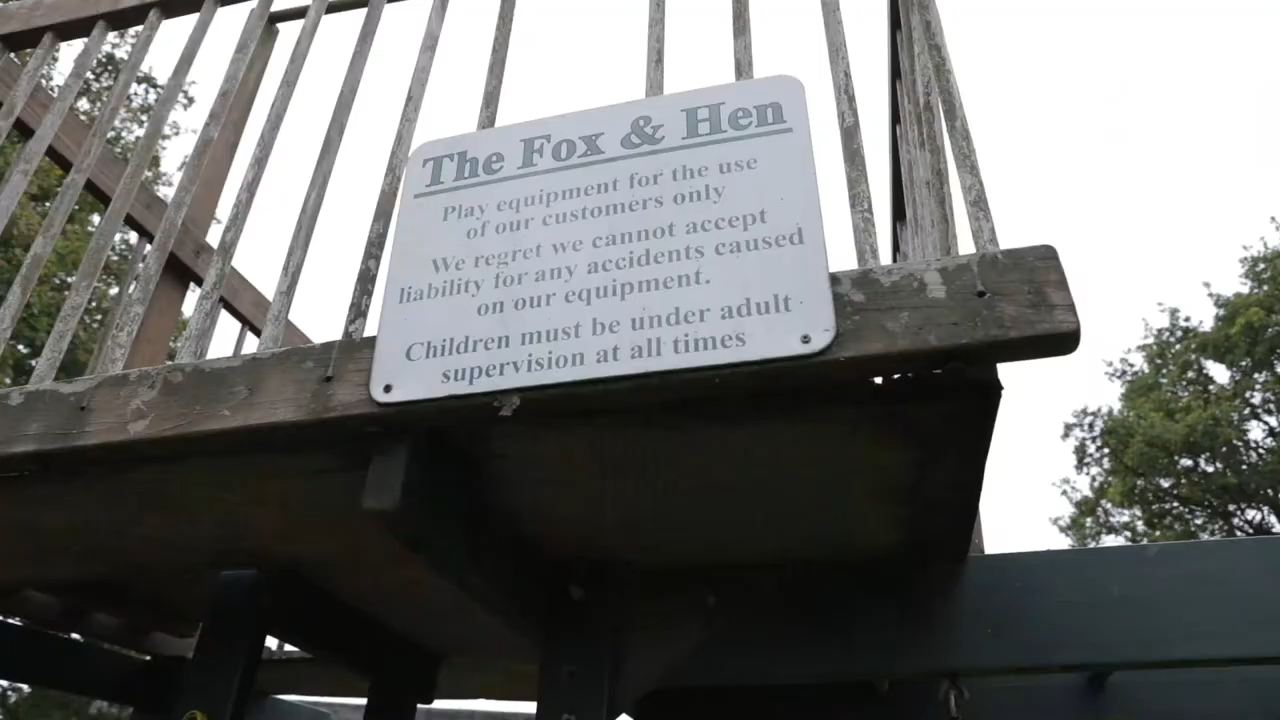 The Fox & Hen
Play equipment for the use
of our customers only
We regret we cannot accept
liability for any accidents caused
on our equipment.
Children must be under adult
supervision at all times